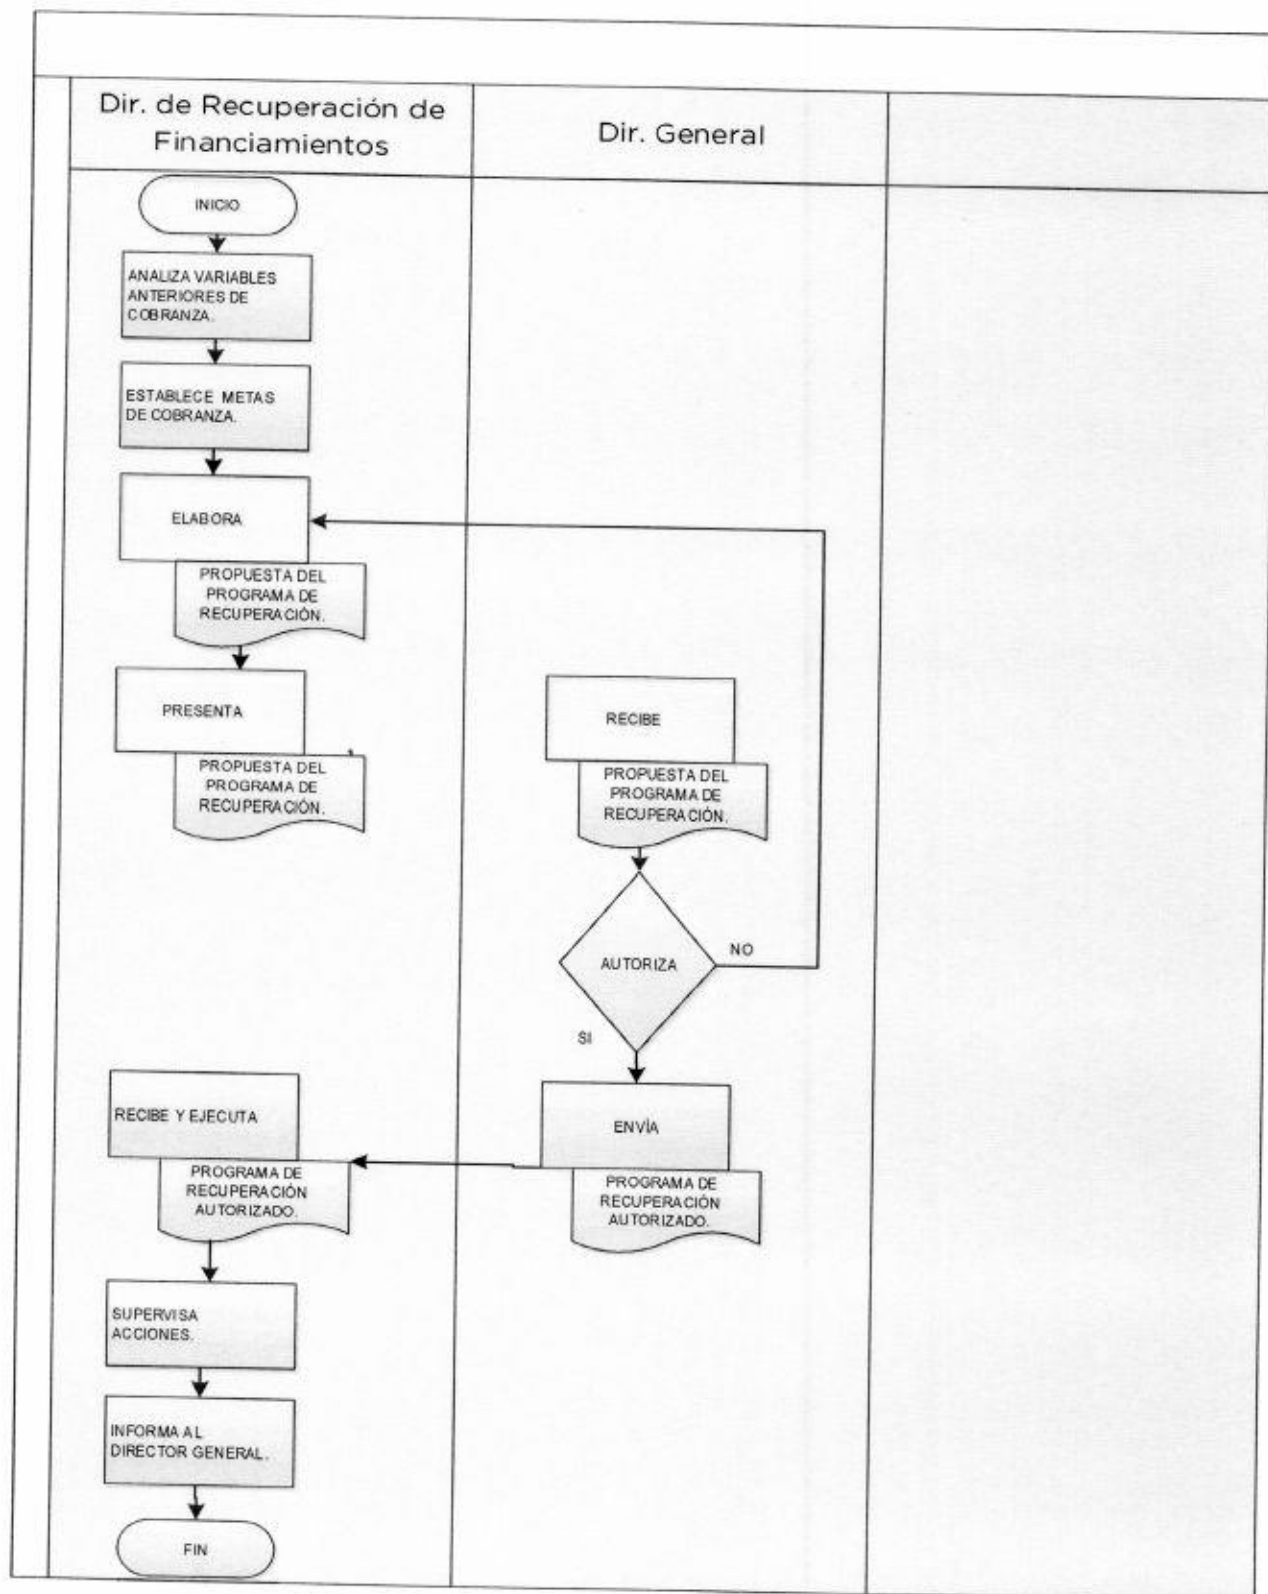 Dir. de Recuperación de
Financiamientos
Dir. General
INICIO
ANALIZA VARIABLES
ANTERIORES DE
COBRANZA.
ESTABLECE METAS
DE COBRANZA.
ELABORA
PROPUESTA DEL
PROGRAMA DE
RECUPERACIÓN.
PRESENTA
PROPUESTA DEL
PROGRAMA DE
RECUPERACIÓN.
RECIBE
PROPUESTA DEL
PROGRAMA DE
RECUPERACIÓN.
AUTORIZA
NO
SI
ENVÍA
PROGRAMA DE
RECUPERACIÓN
AUTORIZADO.
RECIBE Y EJECUTA
PROGRAMA DE
RECUPERACIÓN
AUTORIZADO.
SUPERVISA
ACCIONES.
INFORMA AL
DIRECTOR GENERAL.
FIN